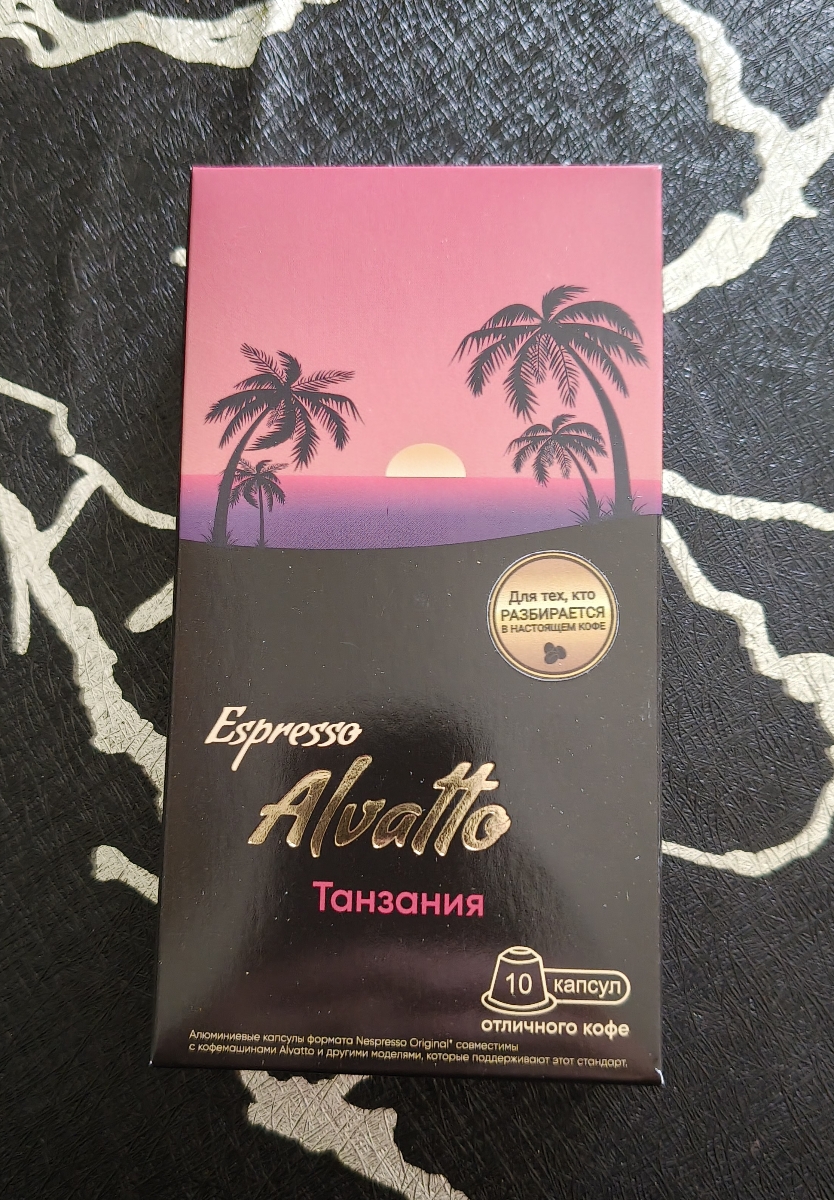 Для тех, кто
РАЗБИРАЕТСЯ
В НАСТОЯЩЕМ КОФЕ
Espresso
Alvatto
Танзания
10 капсул
отличного кофе
Алюминиевые капсулы формата Nespresso Original* совместимы
с кофемашинами Alvatto и другими моделями, которые поддерживают этот стандарт.